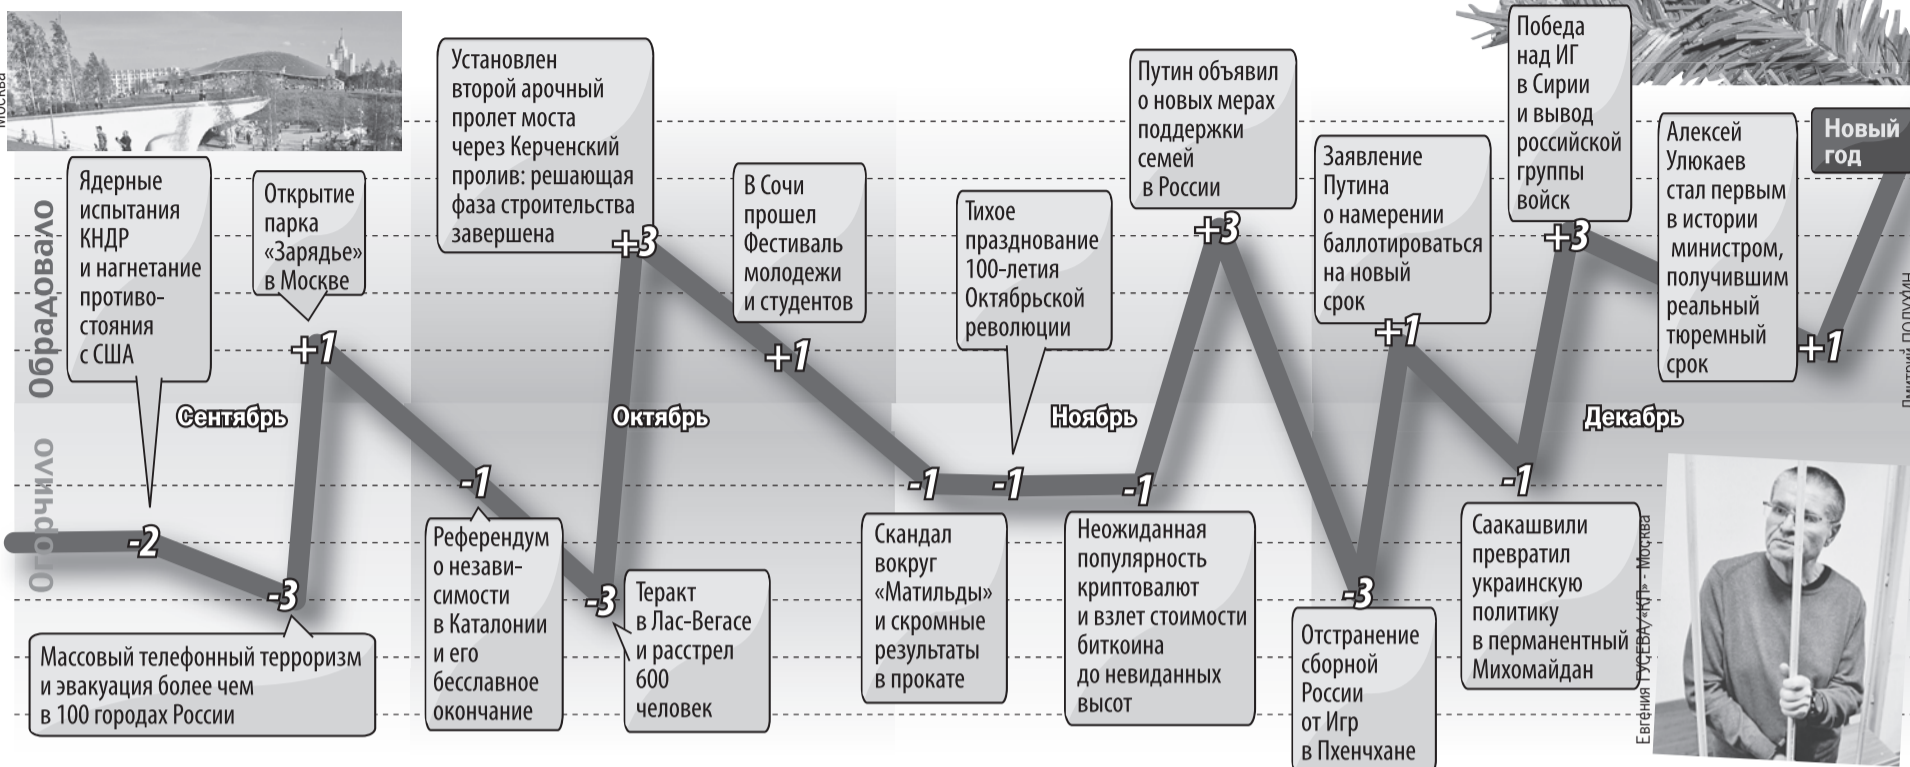 Москва
Обрадовало
Огорчило
Ядерные
испытания
КНДР
и нагнетание
противо-
стояния
с США
-2
Массовый телефонный терроризм
и эвакуация более чем
в 100 городах России
-3
Сентябрь
Открытие
парка
«Зарядье»
в Москве
+1
Референдум
о незави-
симости
в Каталонии
и его
бесславное
окончание
-1
Теракт
в Лас-Вегасе
и расстрел
600
человек
-3
Установлен
второй арочный
пролет моста
через Керченский
пролив: решающая
фаза строительства
завершена
+3
Октябрь
В Сочи
прошел
Фестиваль
молодежи
и студентов
+1
Скандал
вокруг
«Матильды»
и скромные
результаты
в прокате
-1
Тихое
празднование
100-летия
Октябрьской
революции
-1
Ноябрь
Неожиданная
популярность
криптовалют
и взлет стоимости
биткоина
до невиданных
высот
-1
Путин объявил
о новых мерах
поддержки
семей
в России
+3
Отстранение
сборной
России
от Игр
в Пхенчхане
-3
Заявление
Путина
о намерении
баллотироваться
на новый
срок
+1
Саакашвили
превратил
украинскую
политику
в перманентный
Михомайдан
-1
Победа
над ИГ
в Сирии
и вывод
российской
группы
войск
+3
Декабрь
Алексей
Улюкаев
стал первым
в истории
министром,
получившим
реальный
тюремный
срок
+1
Новый
год
Дмитрий ПОЛУХИН
Евгения ГУСЕВА/«КП» - Москва